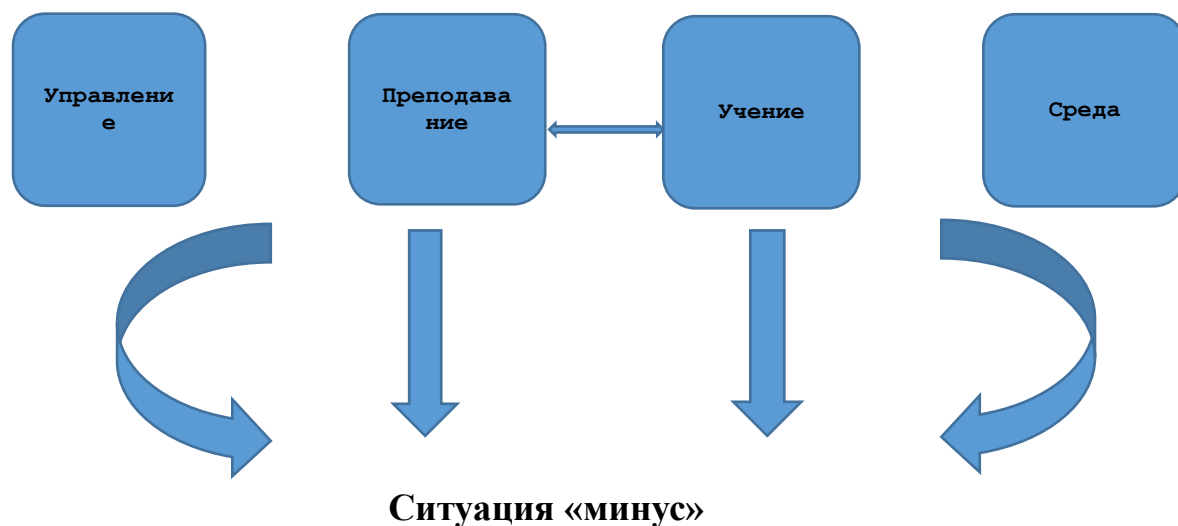 Управлени
е
Преподава
ние
Учение
Среда
Ситуация «минус»